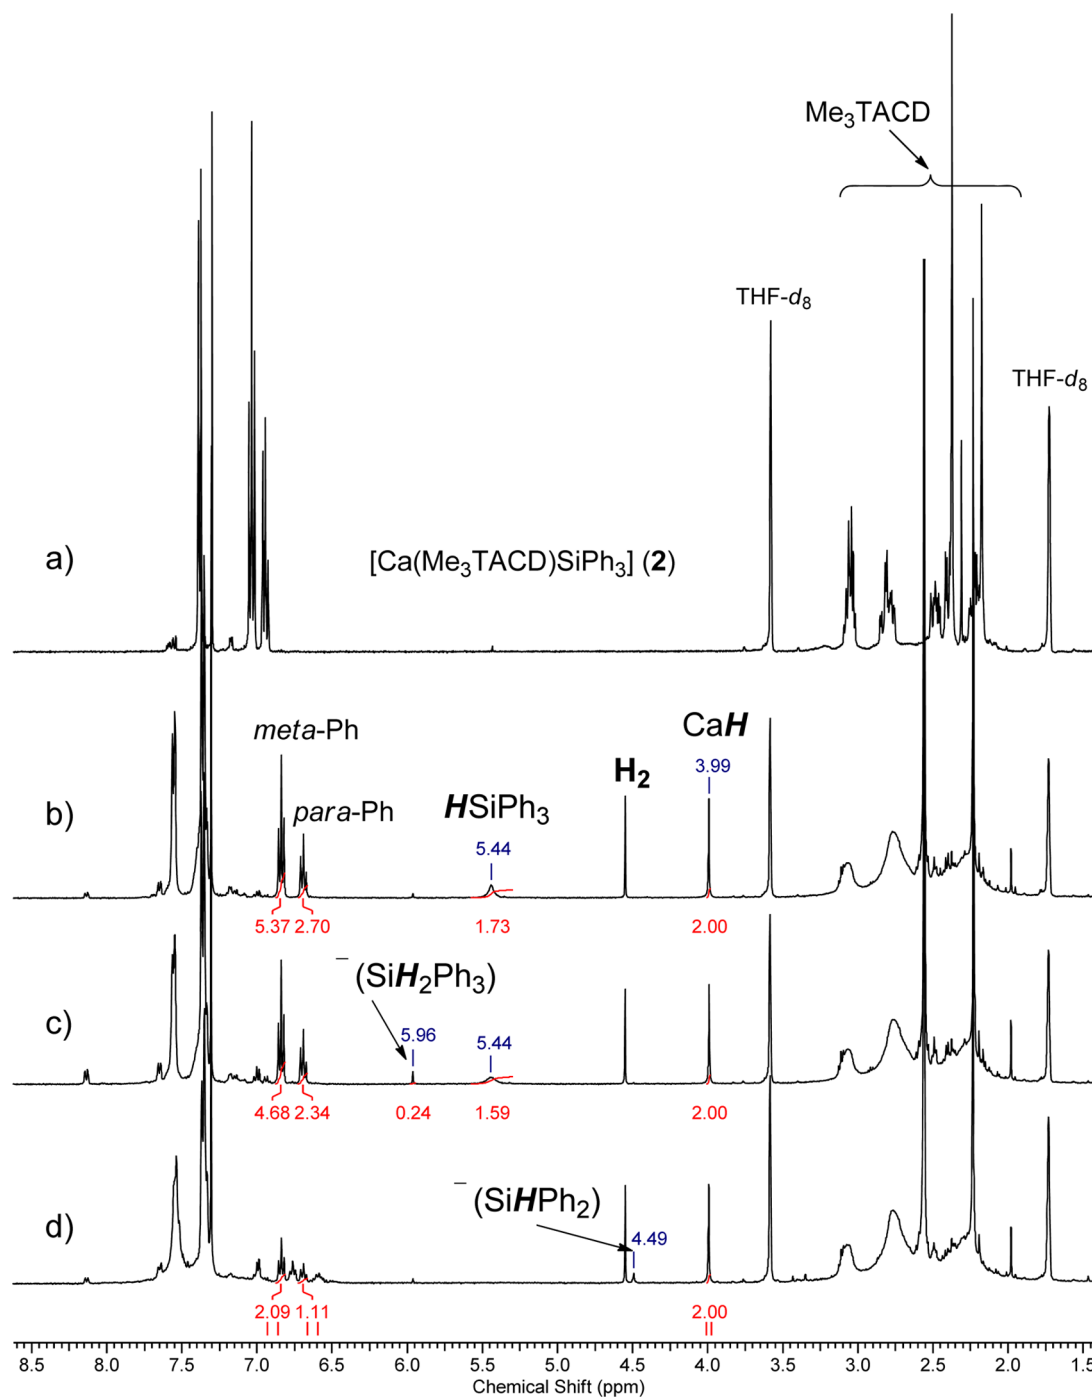 Me₃TACD
THF-d₈
THF-d₈
a)
[Ca(Me₃TACD)SiPh₃] (2)
b)
meta-Ph
para-Ph
HSiPh₃
5.44
H₂
CaH
3.99
5.37 2.70
1.73
2.00
c)
⁻(SiH₂Ph₃)
5.96
5.44
4.68 2.34
0.24
1.59
2.00
d)
⁻(SiHPh₂)
4.49
2.09 1.11
2.00
8.5 8.0 7.5 7.0 6.5 6.0 5.5 5.0 4.5 4.0 3.5 3.0 2.5 2.0
Chemical Shift (ppm)